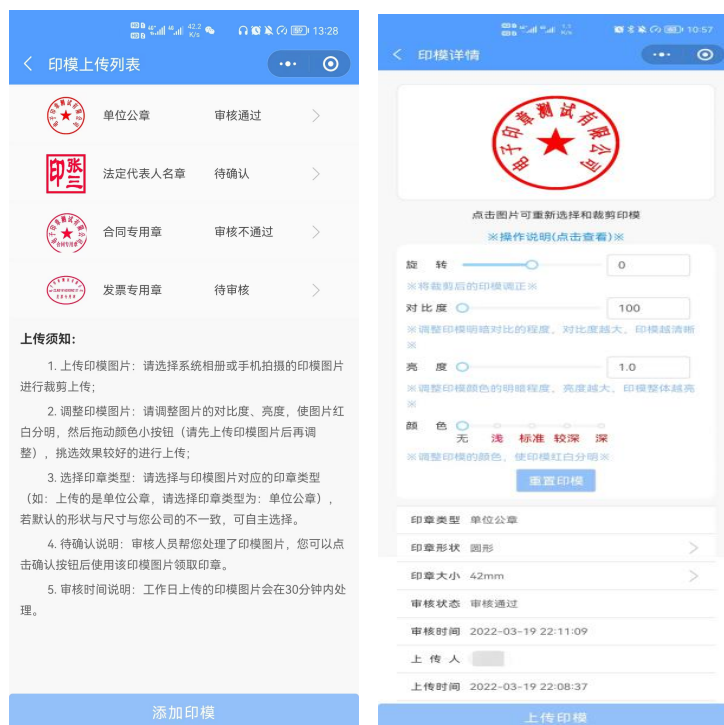 42.2
K/s
13:28
印模上传列表
单位公章 审核通过
印张三
法定代表人名章 待确认
合同专用章 审核不通过
发票专用章 待审核
上传须知：
1. 上传印模图片：请选择系统相册或手机拍摄的印模图片
进行裁剪上传；
2. 调整印模图片：请调整图片的对比度、亮度，使图片红
白分明，然后拖动颜色小按钮（请先上传印模图片后再调
整），挑选效果较好的进行上传；
3. 选择印章类型：请选择与印模图片对应的印章类型
（如：上传的是单位公章，请选择印章类型为：单位公章），
若默认的形状与尺寸与您公司的不一致，可自主选择。
4. 待确认说明：审核人员帮您处理了印模图片，您可以点
击确认按钮后使用该印模图片领取印章。
5. 审核时间说明：工作日上传的印模图片会在30分钟内处
理。
添加印模
10:57
印模详情
电子印章测试有限公司
点击图片可重新选择和裁剪印模
※操作说明(点击查看)※
旋 转 0
※将裁剪后的印模调正※
对比度 100
※调整印模明暗对比的程度，对比度越大，印模越清晰
※
亮 度 1.0
※调整印模颜色的明暗程度，亮度越大，印模整体越亮
※
颜 色
无 浅 标准 较深 深
※调整印模的颜色，使印模红白分明※
重置印模
印章类型 单位公章
印章形状 圆形
印章大小 42mm
审核状态 审核通过
审核时间 2022-03-19 22:11:09
上 传 人
上传时间 2022-03-19 22:08:37
上传印模